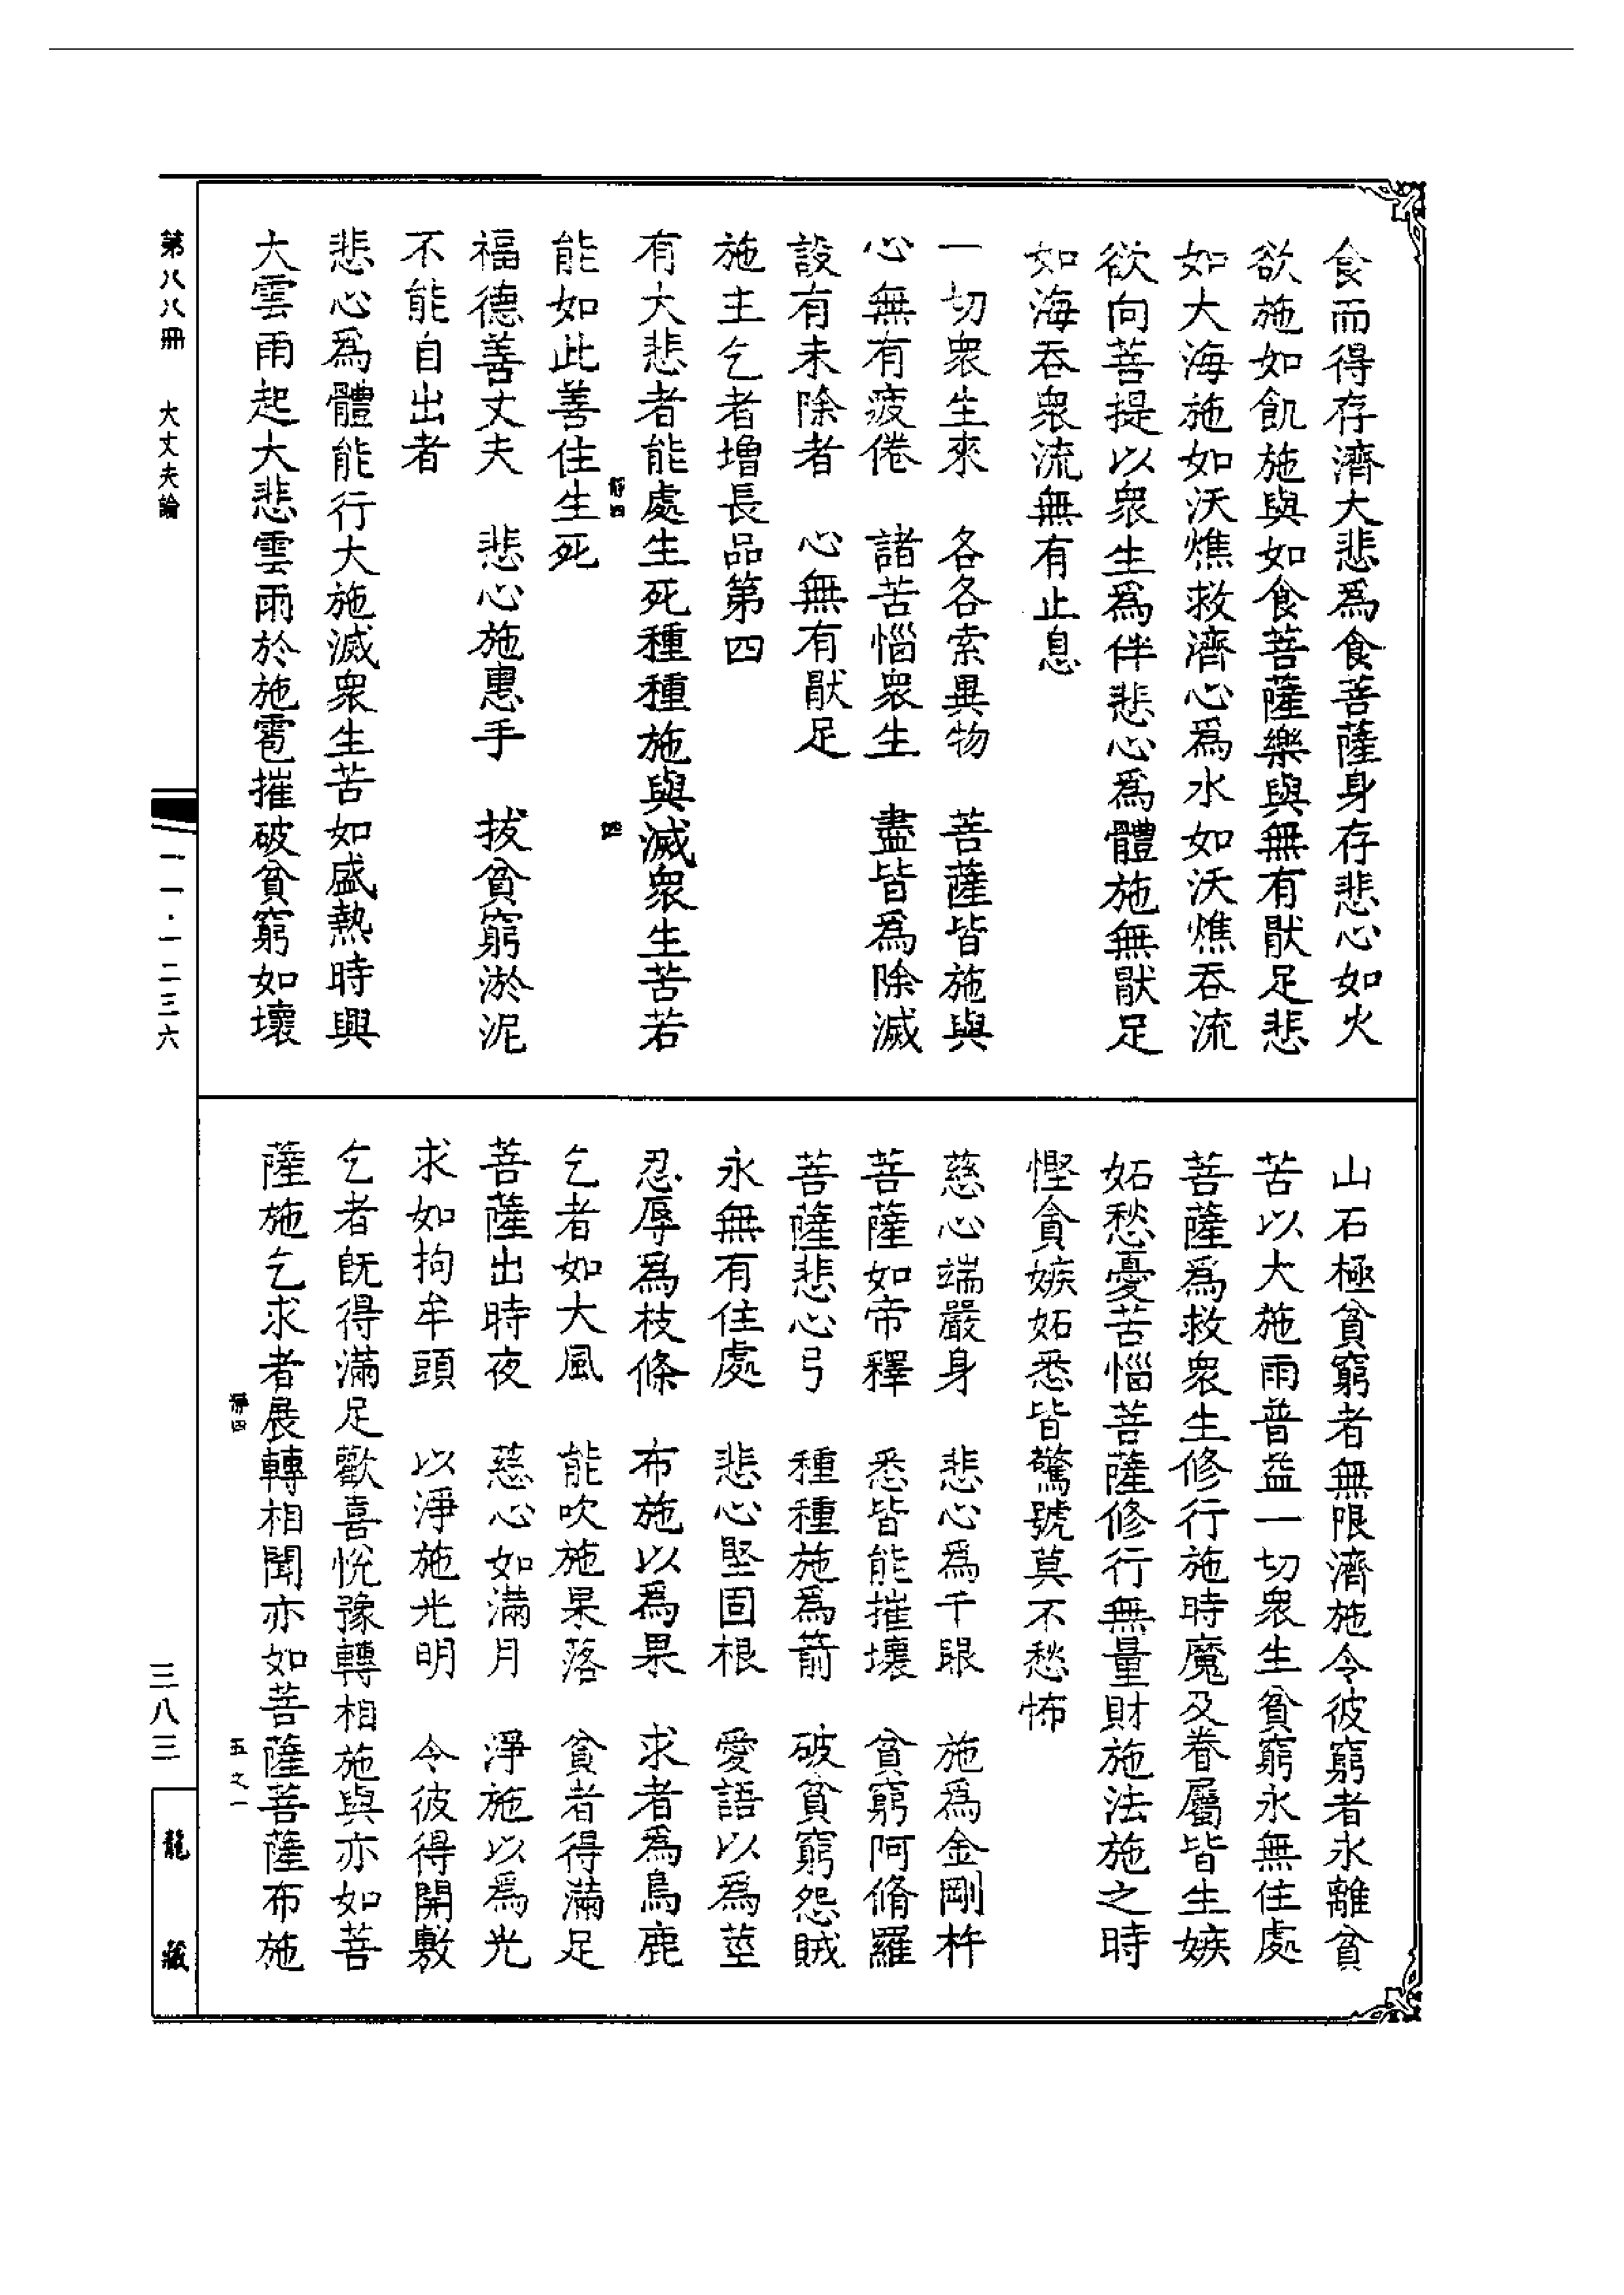 食而得存濟大悲爲食菩薩身存悲心如火
欲施如飢施與如食菩薩樂與無有猒足悲
如大海施如沃燋救濟心爲水如沃燋吞流
欲向菩提以衆生爲伴悲心爲體施無猒足
如海吞衆流無有止息
一切衆生來　各各索異物　菩薩皆施與
心無有疲倦　諸苦惱衆生　盡皆爲除滅
設有未除者　心無有猒足
施主乞者增長品第四
有大悲者能處生死種種施與滅衆生苦若
能如此善住生死
福德善丈夫　悲心施惠手　拔貧窮淤泥
不能自出者
悲心爲體能行大施滅衆生苦如盛熱時興
大雲雨起大悲雲雨於施雹摧破貧窮如壞
山石極貧窮者無限濟施令彼窮者永離貧
苦以大施雨普益一切衆生貧窮永無住處
菩薩爲救衆生修行施時魔及眷屬皆生嫉
妬愁憂苦惱菩薩修行無量財施法施之時
慳貪嫉妬悉皆驚號莫不愁怖
慈心端嚴身　悲心爲千眼　施爲金剛杵
菩薩如帝釋　悉皆能摧壞　貧窮阿脩羅
菩薩悲心弓　種種施爲箭　破貧窮怨賊
永無有住處　悲心堅固根　愛語以爲莖
忍辱爲枝條　布施以爲果　求者爲鳥鹿
乞者如大風　能吹施果落　貧者得滿足
菩薩出時夜　慈心如滿月　淨施以爲光
求如拘牟頭　以淨施光明　令彼得開敷
乞者旣得滿足歡喜悅豫轉相施與亦如菩
薩施乞求者展轉相聞亦如菩薩菩薩布施
靜四
四
靜四
五之一
第八八冊　大丈夫論
一一·一二三六
三八三
龍藏